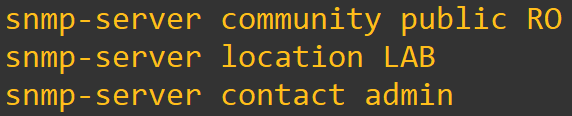 snmp-server community public RO
snmp-server location LAB
snmp-server contact admin